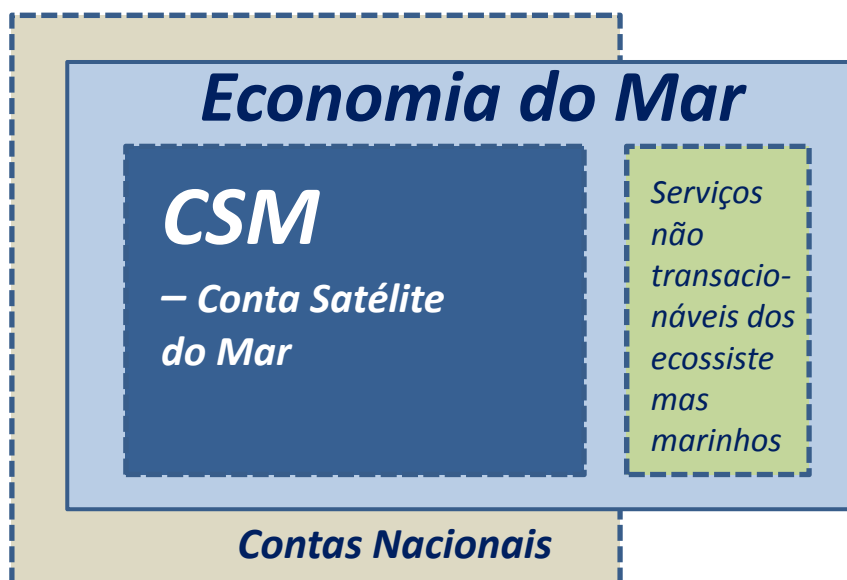 Economia do Mar
CSM
– Conta Satélite
do Mar
Serviços
não
transacio-
náveis dos
ecossiste
mas
marinhos
Contas Nacionais